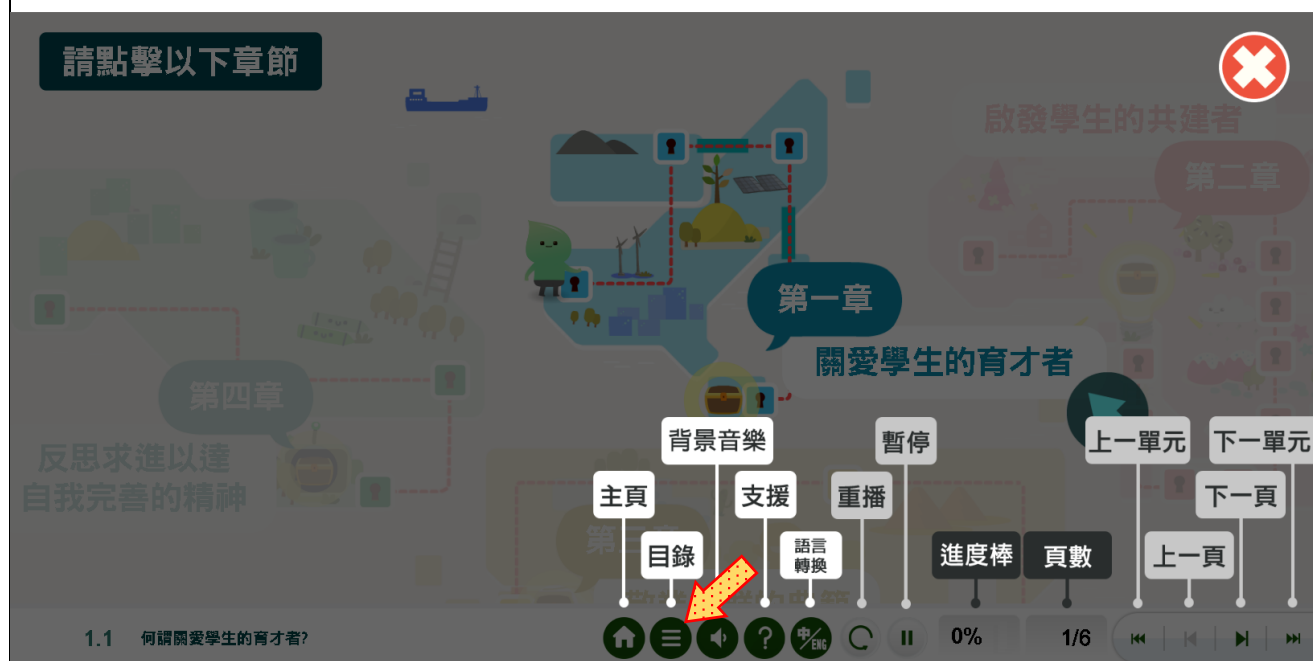 請點擊以下章節
啟發學生的共建者
第二章
第一章
關愛學生的育才者
第四章
反思求進以達
自我完善的精神
背景音樂
暫停
上一單元
下一單元
主頁
支援
重播
下一頁
第三章
目錄
語言
轉換
進度棒
頁數
上一頁
1.1 何謂關愛學生的育才者?
?
中/ENG
0%
1/6